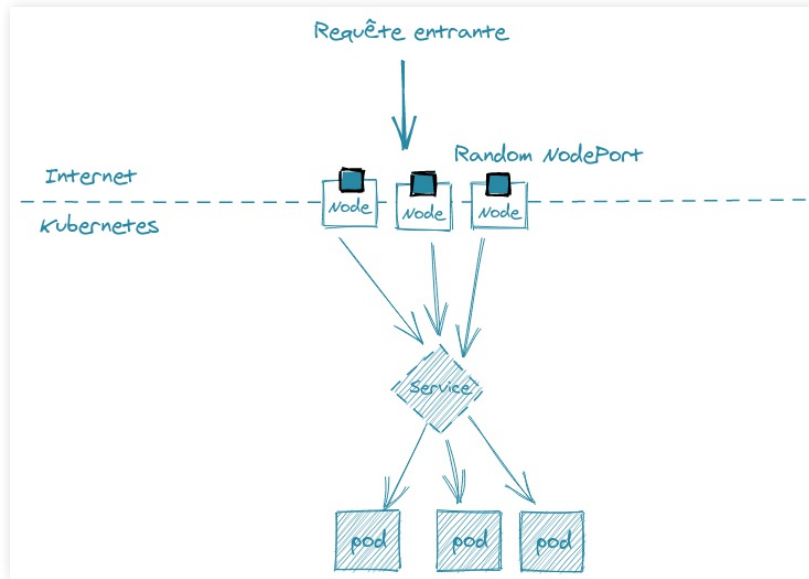 Requête entrante
Random NodePort
Internet
Node
Node
Node
Kubernetes
Service
pod
pod
pod